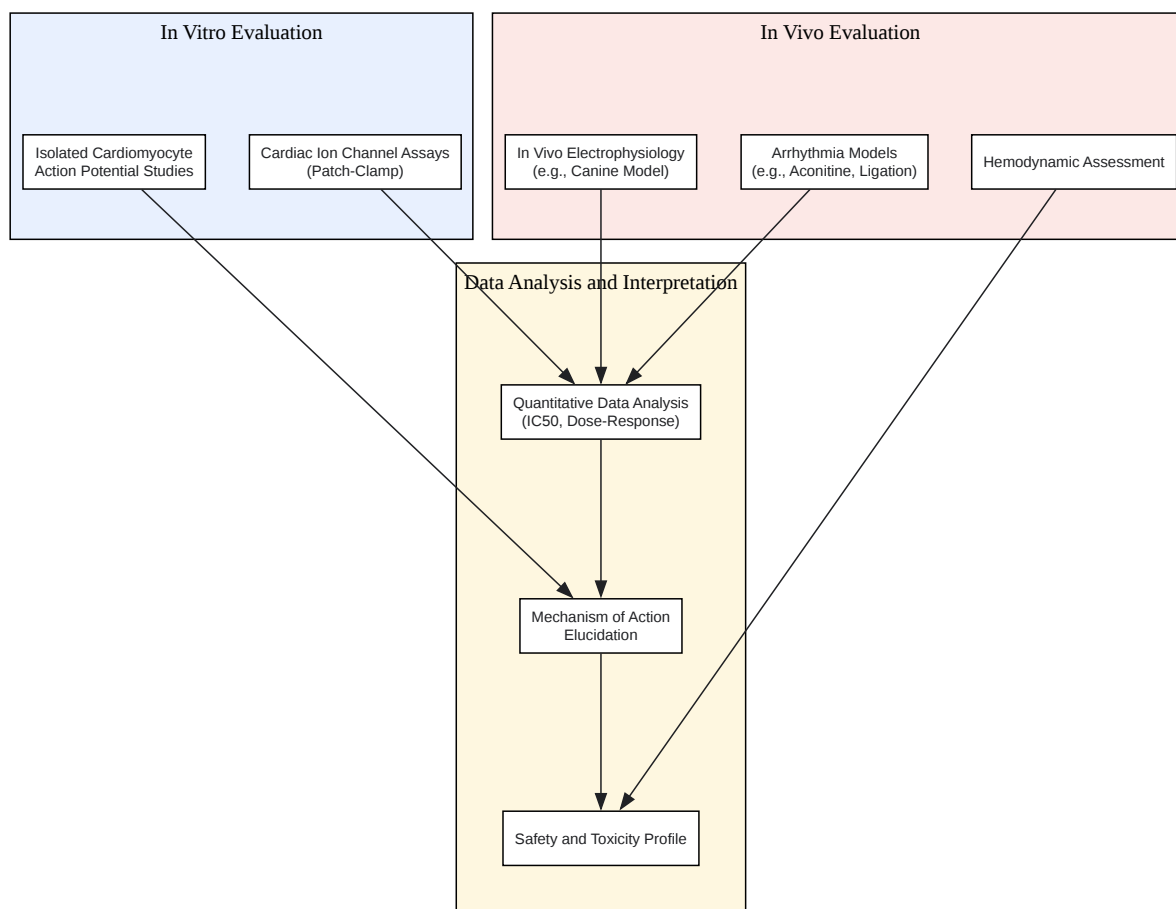 In Vitro Evaluation
In Vivo Evaluation
Isolated Cardiomyocyte
Action Potential Studies
Cardiac Ion Channel Assays
(Patch-Clamp)
In Vivo Electrophysiology
(e.g., Canine Model)
Arrhythmia Models
(e.g., Aconitine, Ligation)
Hemodynamic Assessment
Data Analysis and Interpretation
Quantitative Data Analysis
(IC50, Dose-Response)
Mechanism of Action
Elucidation
Safety and Toxicity Profile